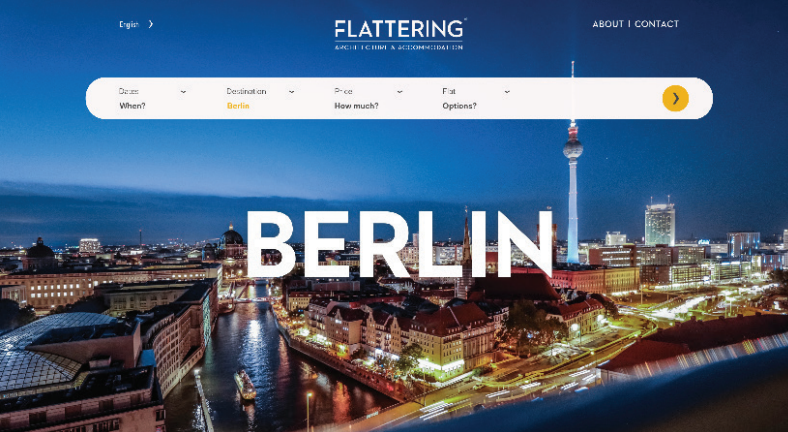 English
FLATTERING
ARCHITECTURE & ACCOMMODATION
ABOUT | CONTACT
Dates
When?
Destination
Berlin
Price
How much?
Flat
Options?
BERLIN